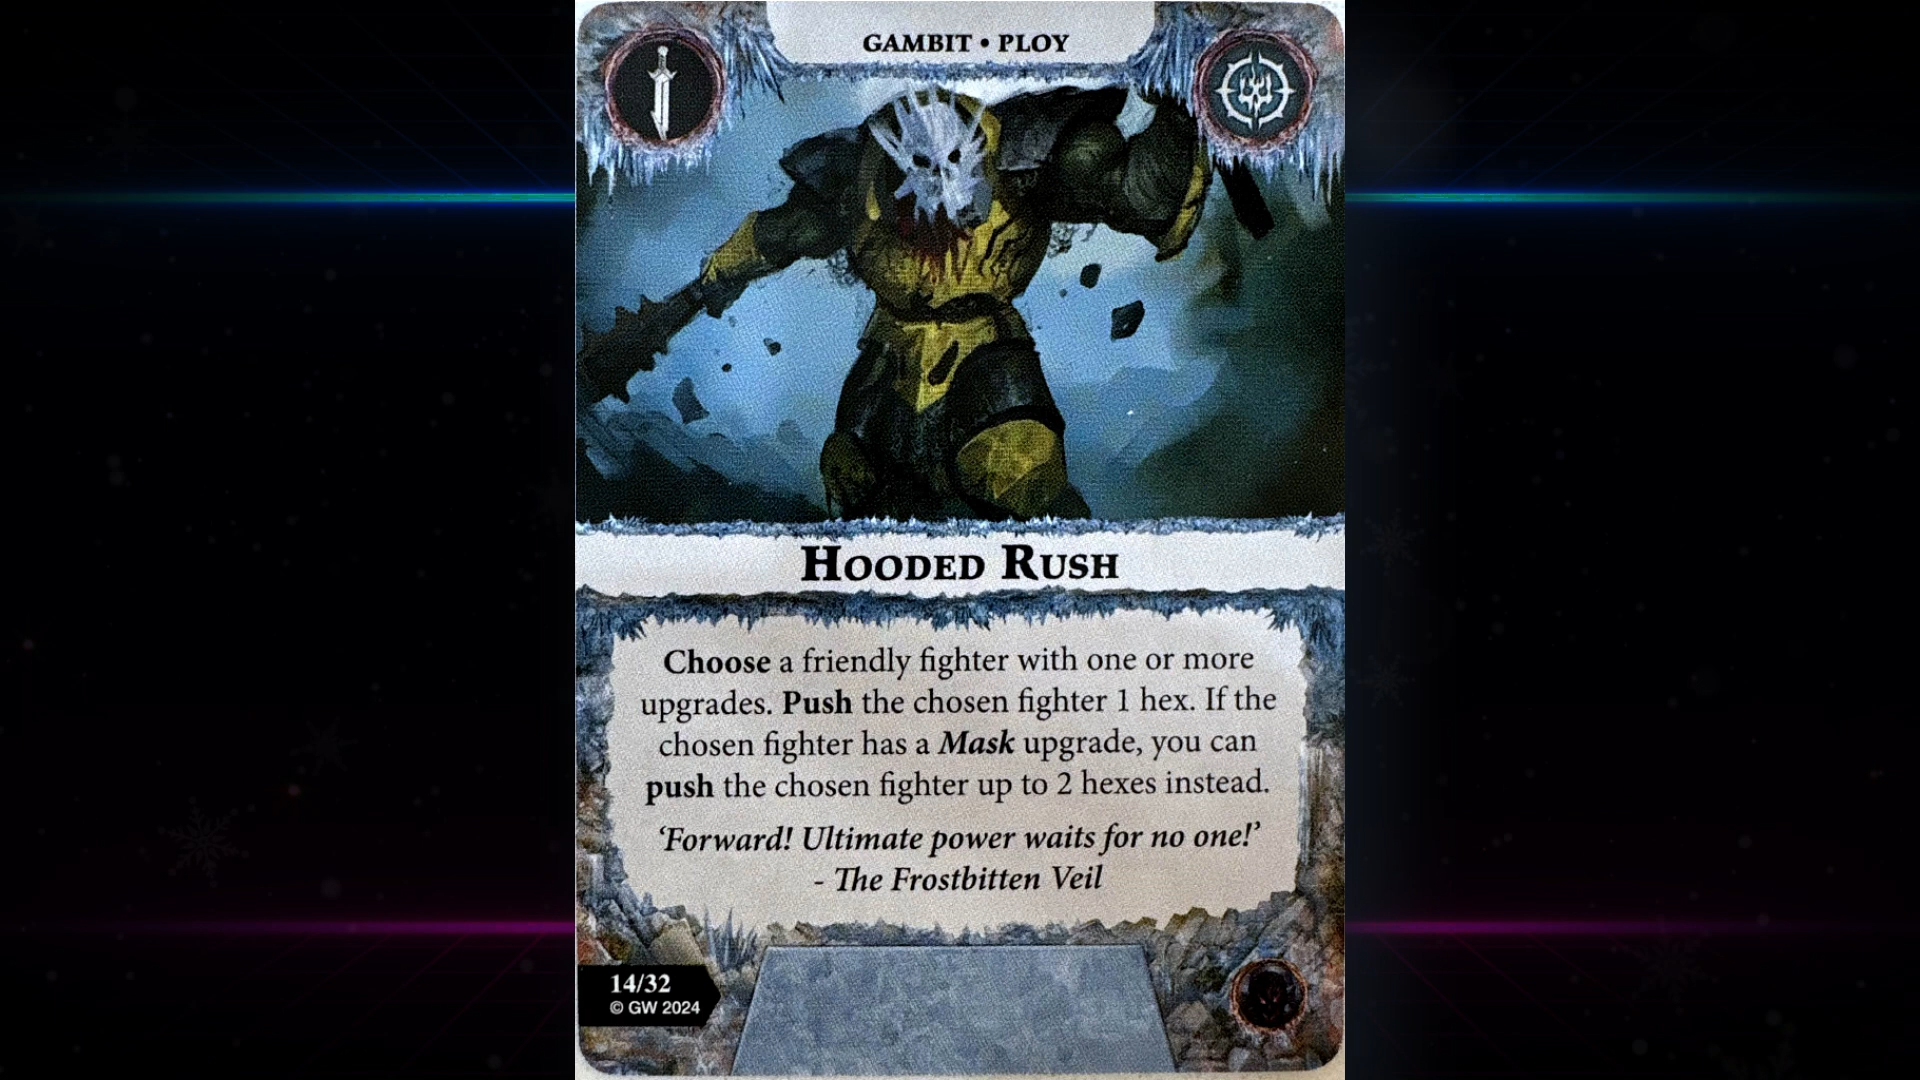 GAMBIT • PLOY
HOODED RUSH
Choose a friendly fighter with one or more
upgrades. Push the chosen fighter 1 hex. If the
chosen fighter has a Mask upgrade, you can
push the chosen fighter up to 2 hexes instead.
‘Forward! Ultimate power waits for no one!’
- The Frostbitten Veil
14/32
© GW 2024